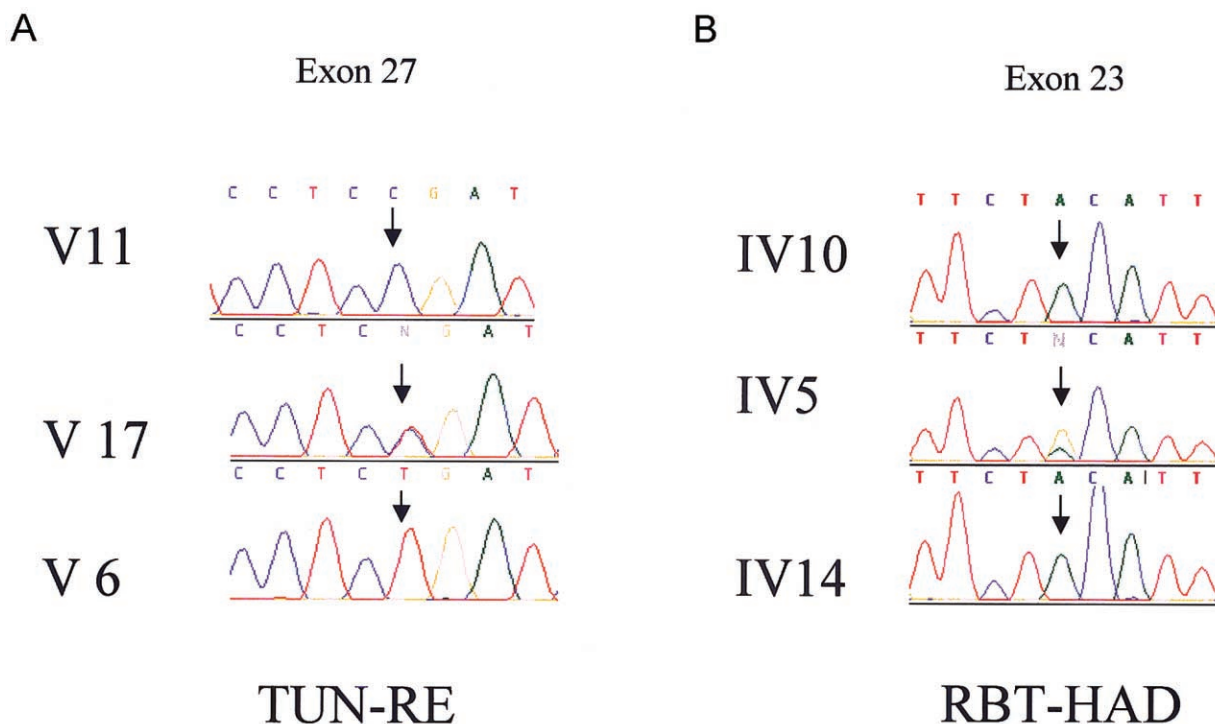 A
Exon 27
C C T C C G A T
V11
C C T C N G A T
V 17
C C T C T G A T
V 6
TUN-RE
B
Exon 23
T T C T A C A T T
IV10
T T C T N C A T T
IV5
T T C T A C A T T
IV14
RBT-HAD